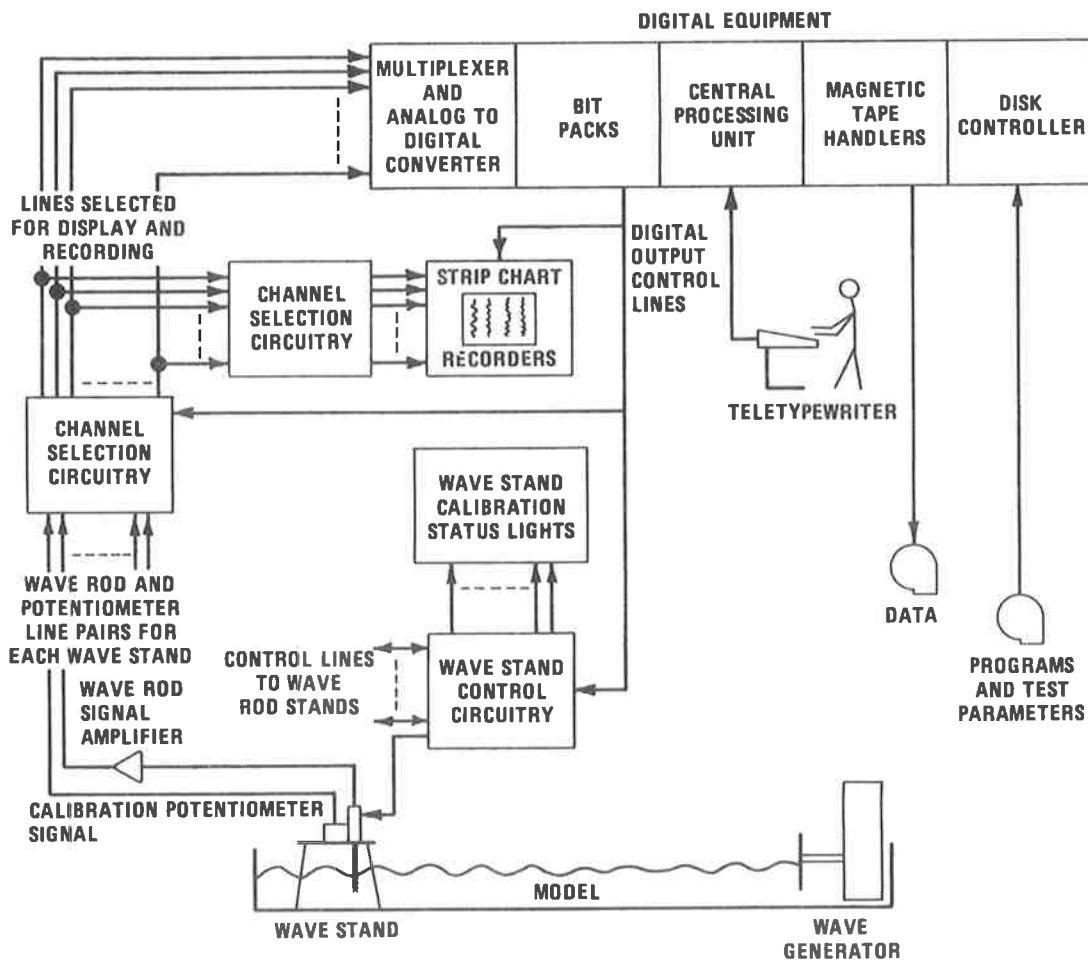 DIGITAL EQUIPMENT
MULTIPLEXER
AND
ANALOG TO
DIGITAL
CONVERTER
BIT
PACKS
CENTRAL
PROCESSING
UNIT
MAGNETIC
TAPE
HANDLERS
DISK
CONTROLLER
LINES SELECTED
FOR DISPLAY AND
RECORDING
CHANNEL
SELECTION
CIRCUITRY
STRIP CHART
RECORDERS
DIGITAL
OUTPUT
CONTROL
LINES
TELETYPEWRITER
CHANNEL
SELECTION
CIRCUITRY
WAVE STAND
CALIBRATION
STATUS LIGHTS
WAVE ROD AND
POTENTIOMETER
LINE PAIRS FOR
EACH WAVE STAND
DATA
PROGRAMS
AND TEST
PARAMETERS
CONTROL LINES
TO WAVE
ROD STANDS
WAVE STAND
CONTROL
CIRCUITRY
WAVE ROD
SIGNAL
AMPLIFIER
CALIBRATION POTENTIOMETER
SIGNAL
MODEL
WAVE STAND
WAVE
GENERATOR